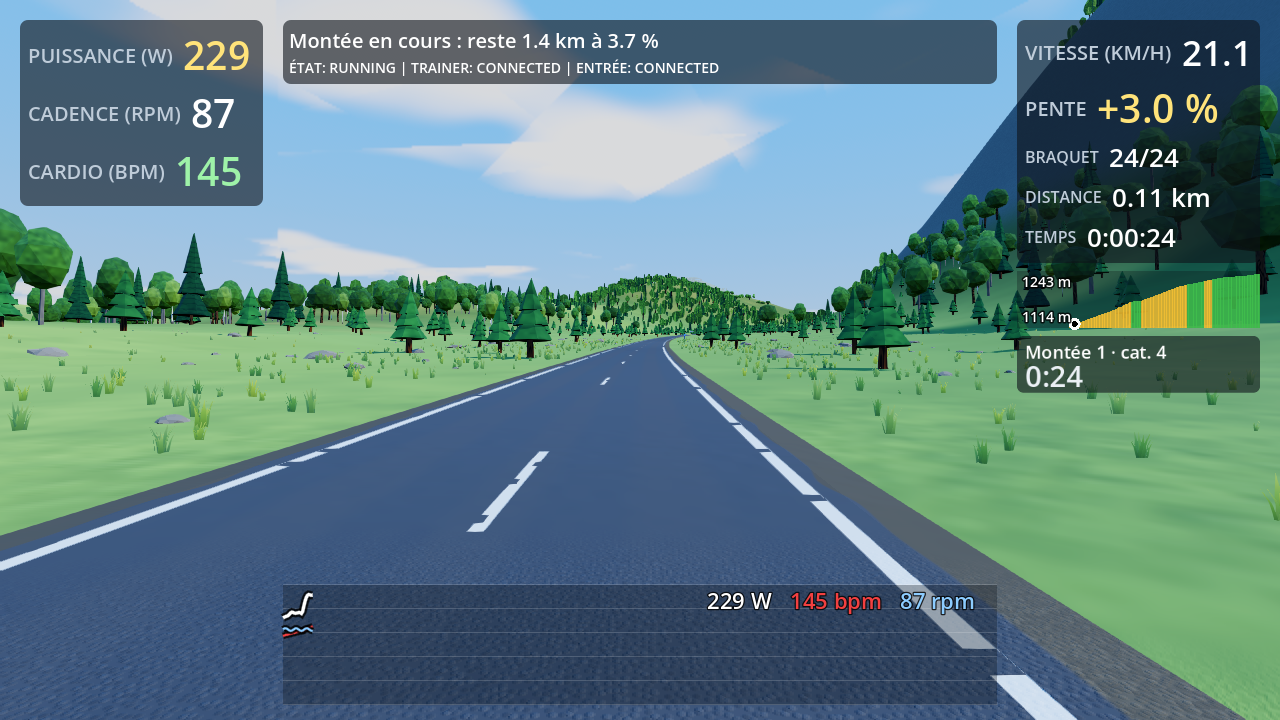 PUISSANCE (W) 229
CADENCE (RPM) 87
CARDIO (BPM) 145
Montée en cours : reste 1.4 km à 3.7 %
ÉTAT: RUNNING | TRAINER: CONNECTED | ENTRÉE: CONNECTED
VITESSE (KM/H) 21.1
PENTE +3.0 %
BRAQUET 24/24
DISTANCE 0.11 km
TEMPS 0:00:24
1243 m
1114 m
Montée 1 · cat. 4
0:24
229 W 145 bpm 87 rpm